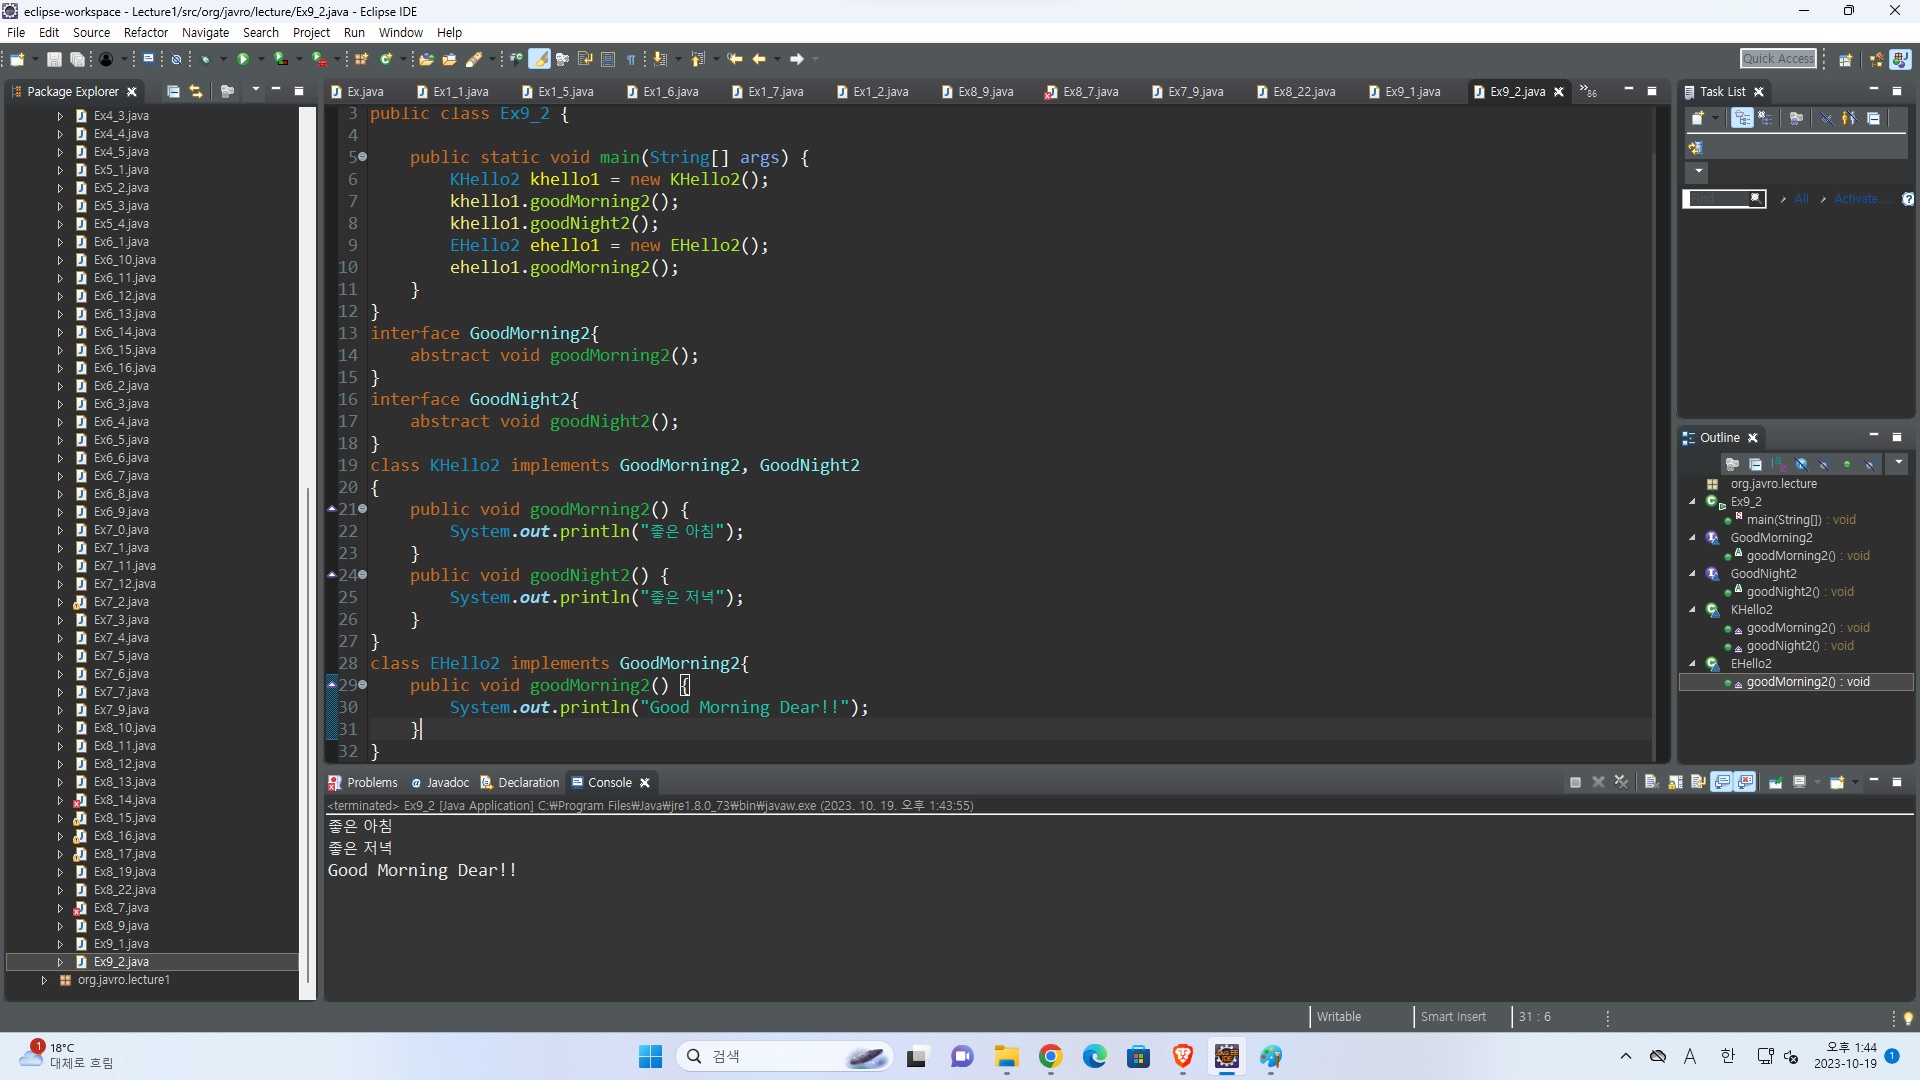 eclipse-workspace - Lecture1/src/org/javro/lecture/Ex9_2.java - Eclipse IDE
File Edit Source Refactor Navigate Search Project Run Window Help
Quick Access
Package Explorer
Ex4_3.java
Ex4_4.java
Ex4_5.java
Ex5_1.java
Ex5_2.java
Ex5_3.java
Ex5_4.java
Ex6_1.java
Ex6_10.java
Ex6_11.java
Ex6_12.java
Ex6_13.java
Ex6_14.java
Ex6_15.java
Ex6_16.java
Ex6_2.java
Ex6_3.java
Ex6_4.java
Ex6_5.java
Ex6_6.java
Ex6_7.java
Ex6_8.java
Ex6_9.java
Ex7_0.java
Ex7_1.java
Ex7_11.java
Ex7_12.java
Ex7_2.java
Ex7_3.java
Ex7_4.java
Ex7_5.java
Ex7_6.java
Ex7_7.java
Ex7_9.java
Ex8_10.java
Ex8_11.java
Ex8_12.java
Ex8_13.java
Ex8_14.java
Ex8_15.java
Ex8_16.java
Ex8_17.java
Ex8_19.java
Ex8_22.java
Ex8_7.java
Ex8_9.java
Ex9_1.java
Ex9_2.java
org.javro.lecture1
Ex.java Ex1_1.java Ex1_5.java Ex1_6.java Ex1_7.java Ex1_2.java Ex8_9.java Ex8_7.java Ex7_9.java Ex8_22.java Ex9_1.java Ex9_2.java »86
3 public class Ex9_2 {
4
5 public static void main(String[] args) {
6 KHello2 khello1 = new KHello2();
7 khello1.goodMorning2();
8 khello1.goodNight2();
9 EHello2 ehello1 = new EHello2();
10 ehello1.goodMorning2();
11 }
12 }
13 interface GoodMorning2{
14 abstract void goodMorning2();
15 }
16 interface GoodNight2{
17 abstract void goodNight2();
18 }
19 class KHello2 implements GoodMorning2, GoodNight2
20 {
21 public void goodMorning2() {
22 System.out.println("좋은 아침");
23 }
24 public void goodNight2() {
25 System.out.println("좋은 저녁");
26 }
27 }
28 class EHello2 implements GoodMorning2{
29 public void goodMorning2() {
30 System.out.println("Good Morning Dear!!");
31 }
32 }
Problems Javadoc Declaration Console
<terminated> Ex9_2 [Java Application] C:₩Program Files₩Java₩jre1.8.0_73₩bin₩javaw.exe (2023. 10. 19. 오후 1:43:55)
좋은 아침
좋은 저녁
Good Morning Dear!!
Task List
Find All Activate...
Outline
org.javro.lecture
Ex9_2
main(String[]) : void
GoodMorning2
goodMorning2() : void
GoodNight2
goodNight2() : void
KHello2
goodMorning2() : void
goodNight2() : void
EHello2
goodMorning2() : void
Writable Smart Insert 31 : 6
1 18°C
대체로 흐림
검색
A 한
오후 1:44
2023-10-19
1